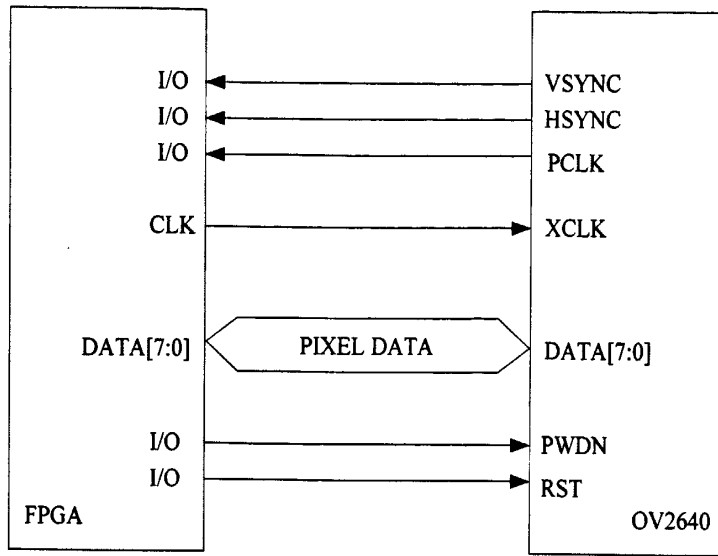 I/O VSYNC
I/O HSYNC
I/O PCLK
CLK XCLK
DATA[7:0] PIXEL DATA DATA[7:0]
I/O PWDN
I/O RST
FPGA OV2640